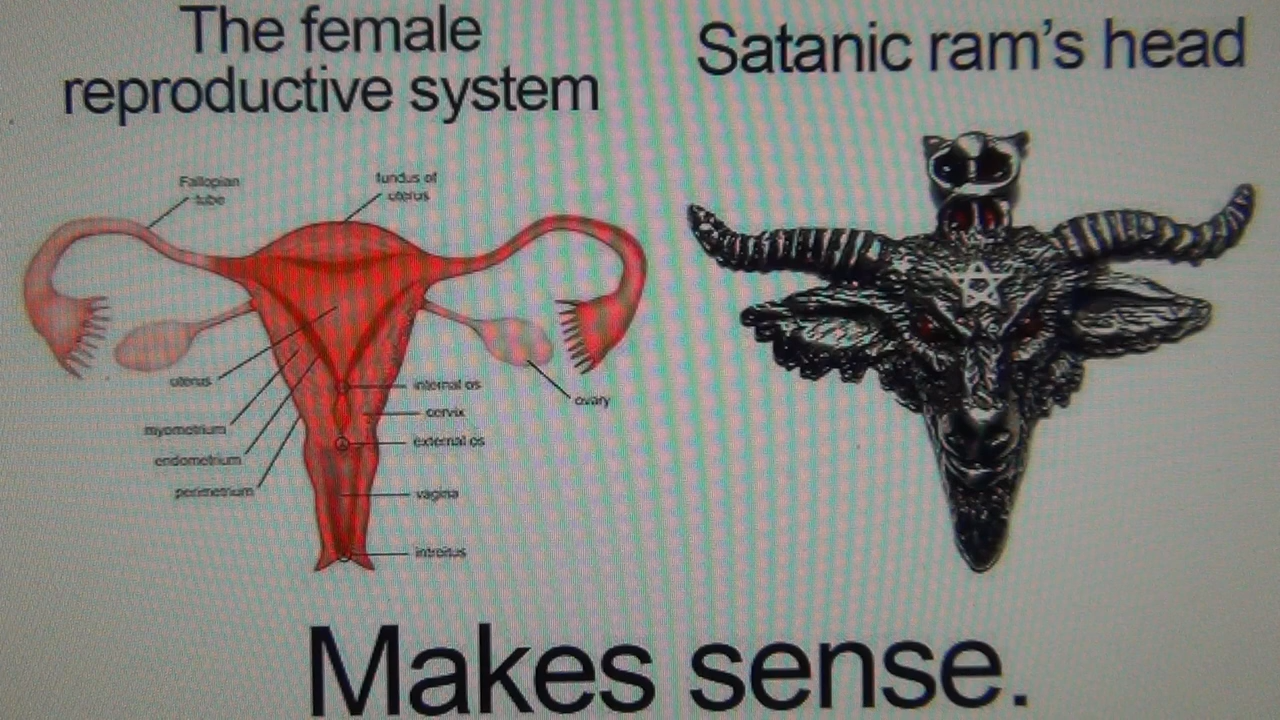 The female
reproductive system
Satanic ram's head
Fallopian
tube
fundus of
uterus
uterus
myometrium
endometrium
perimetrium
internal os
cervix
external os
vagina
introitus
ovary
Makes sense.